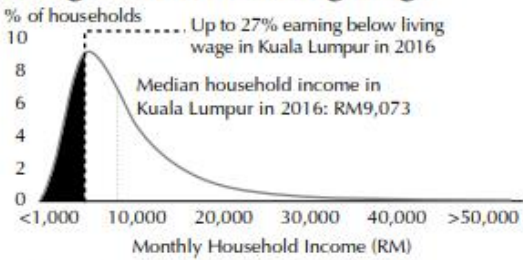 % of households
Up to 27% earning below living
wage in Kuala Lumpur in 2016
Median household income in
Kuala Lumpur in 2016: RM9,073
10
8
6
4
2
0
<1,000 10,000 20,000 30,000 40,000 >50,000
Monthly Household Income (RM)